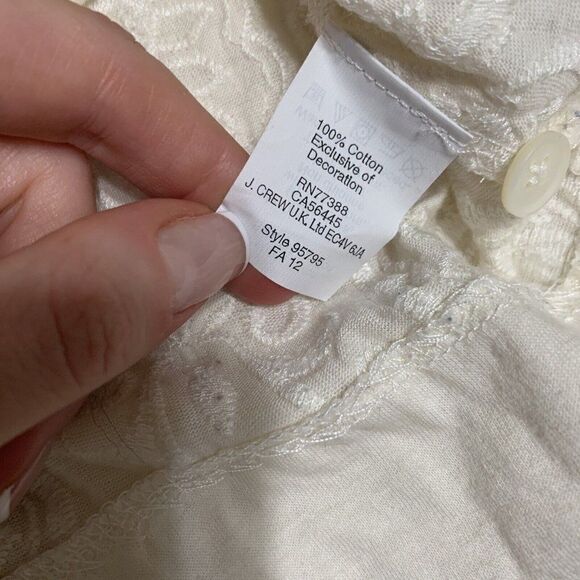 100% Cotton
Exclusive of
Decoration
RN77388
CA56445
J. CREW U.K. Ltd EC4V 6JA
Style 95795
FA 12